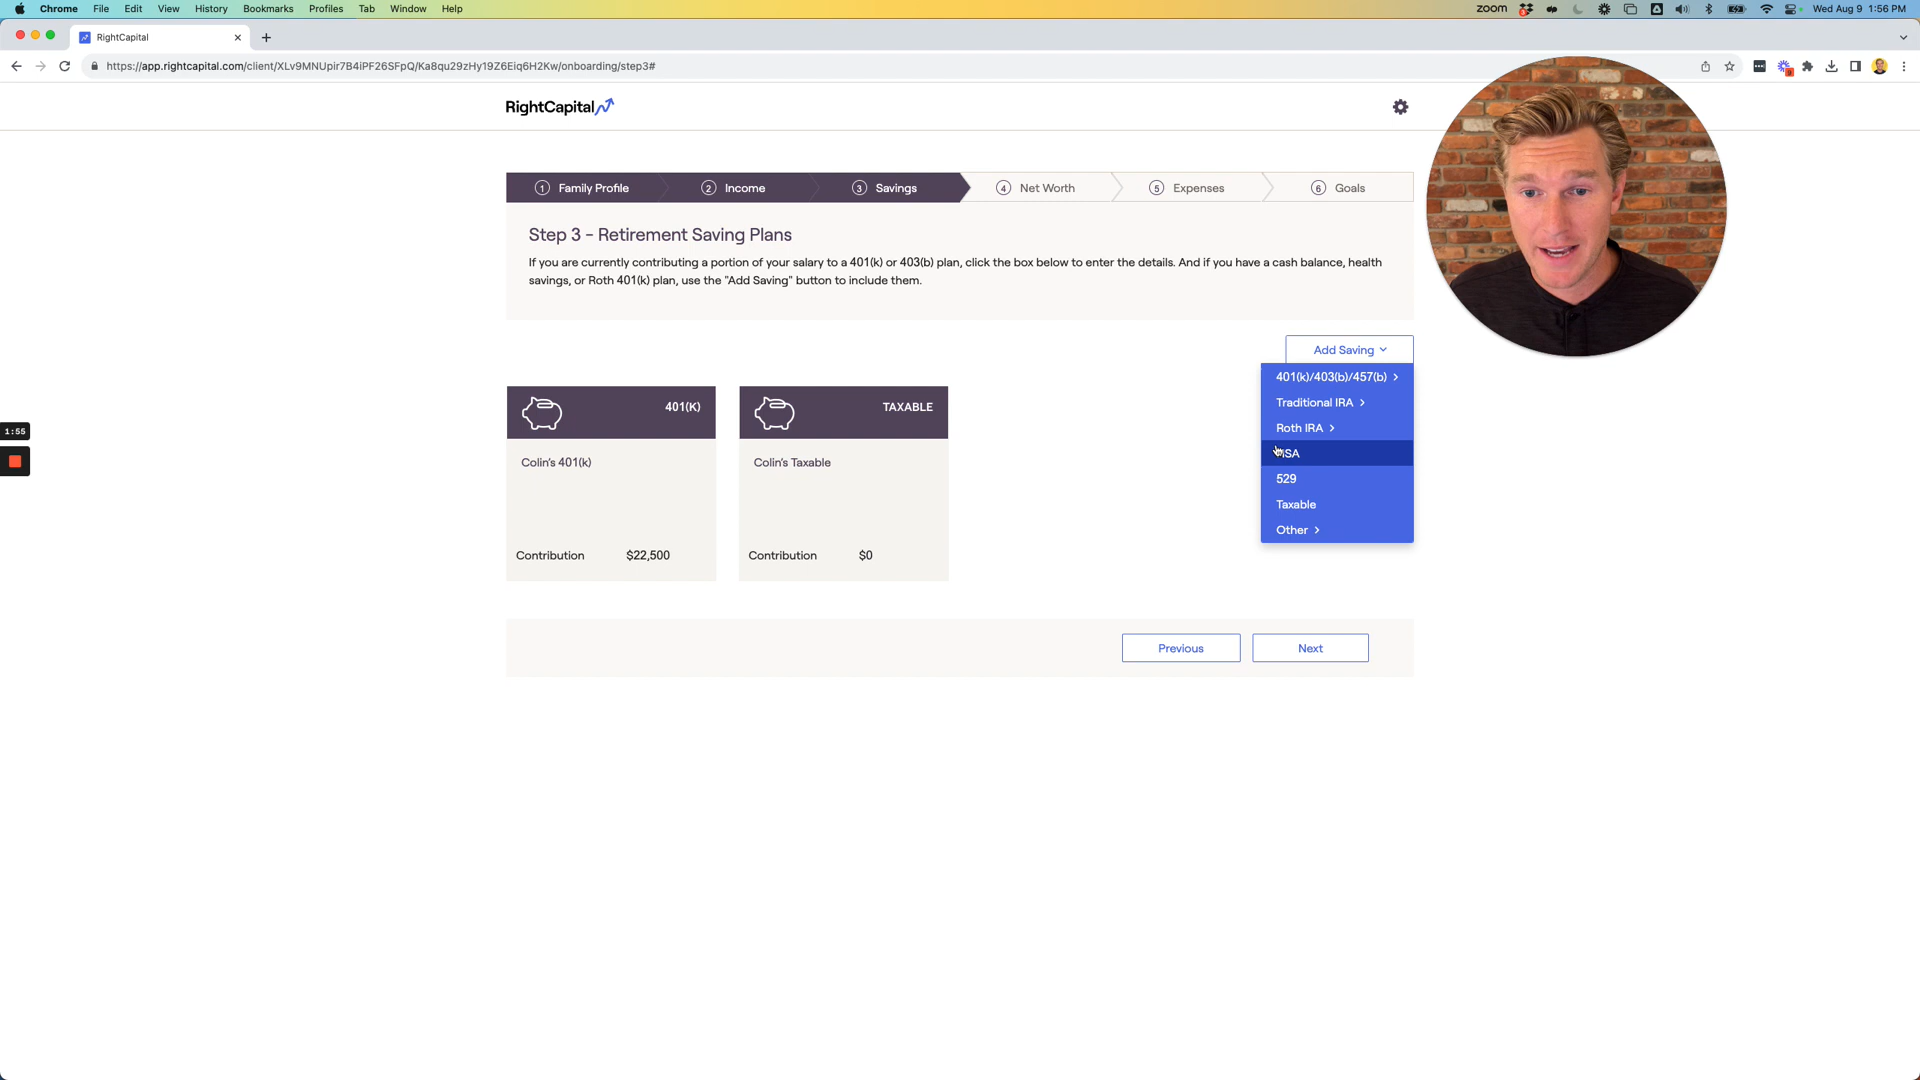 Chrome File Edit View History Bookmarks Profiles Tab Window Help zoom Wed Aug 9 1:56 PM
RightCapital
https://app.rightcapital.com/client/XLv9MNUpir7B4iPF26SFpQ/Ka8qu29zHy19Z6Eiq6H2Kw/onboarding/step3#
RightCapital
1 Family Profile 2 Income 3 Savings 4 Net Worth 5 Expenses 6 Goals
Step 3 - Retirement Saving Plans
If you are currently contributing a portion of your salary to a 401(k) or 403(b) plan, click the box below to enter the details. And if you have a cash balance, health
savings, or Roth 401(k) plan, use the "Add Saving" button to include them.
Add Saving
401(k)/403(b)/457(b)
Traditional IRA
Roth IRA
HSA
529
Taxable
Other
401(K)
Colin's 401(k)
Contribution $22,500
TAXABLE
Colin's Taxable
Contribution $0
1:55
Previous Next